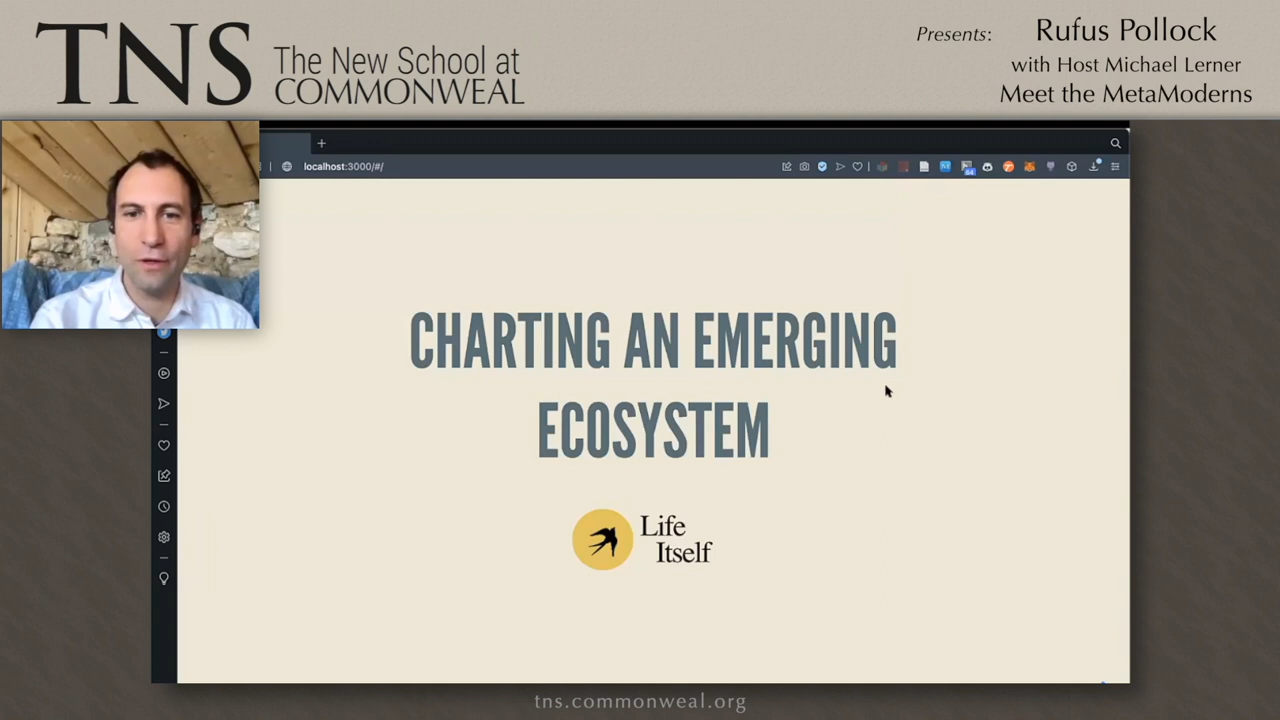 TNS
The New School at
COMMONWEAL
Presents: Rufus Pollock
with Host Michael Lerner
Meet the MetaModerns
localhost:3000/#/
64
CHARTING AN EMERGING
ECOSYSTEM
Life
Itself
tns.commonweal.org